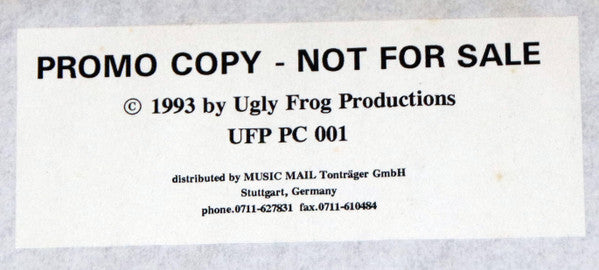 PROMO COPY - NOT FOR SALE
© 1993 by Ugly Frog Productions
UFP PC 001
distributed by MUSIC MAIL Tonträger GmbH
Stuttgart, Germany
phone.0711-627831 fax.0711-610484